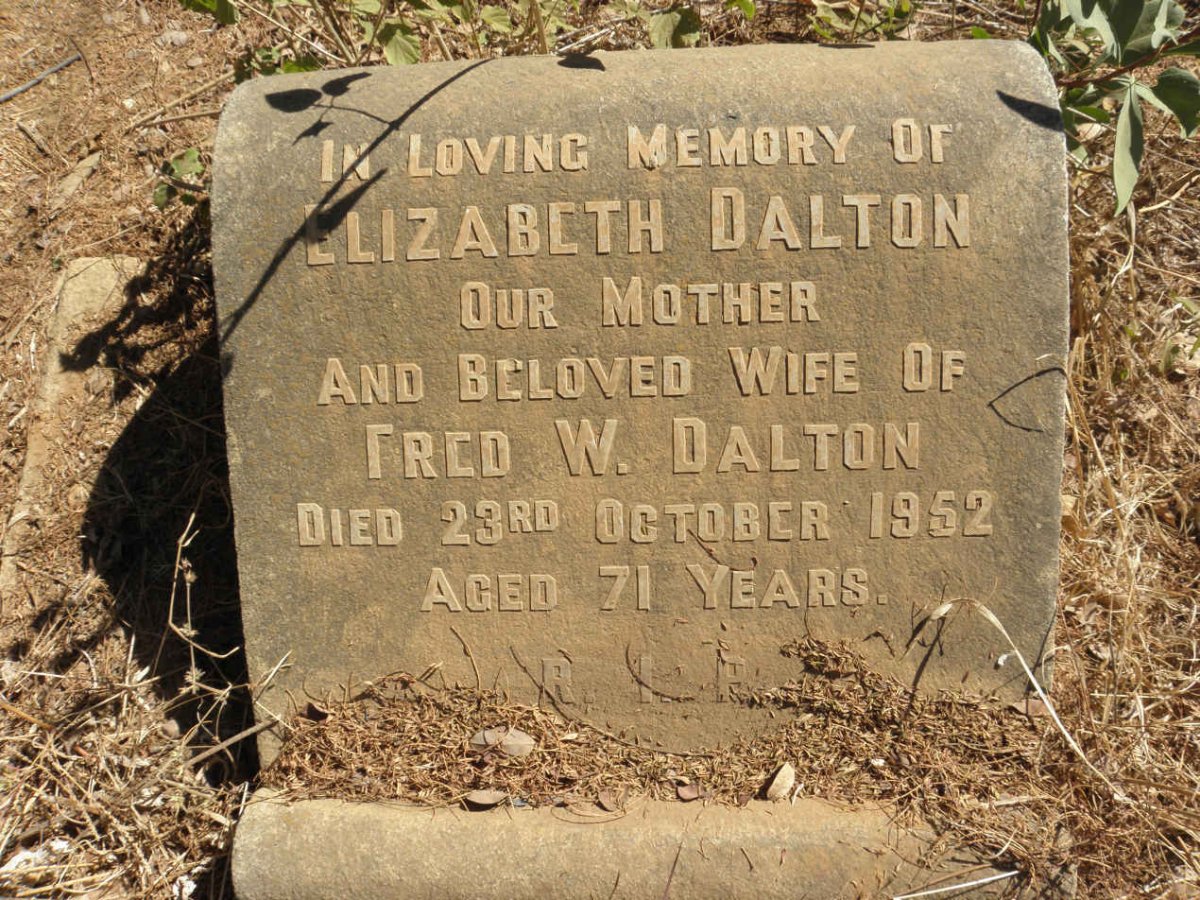 In Loving Memory Of
Elizabeth Dalton
Our Mother
And Beloved Wife Of
Fred W. Dalton
Died 23rd October 1952
Aged 71 Years.
R. I. P.